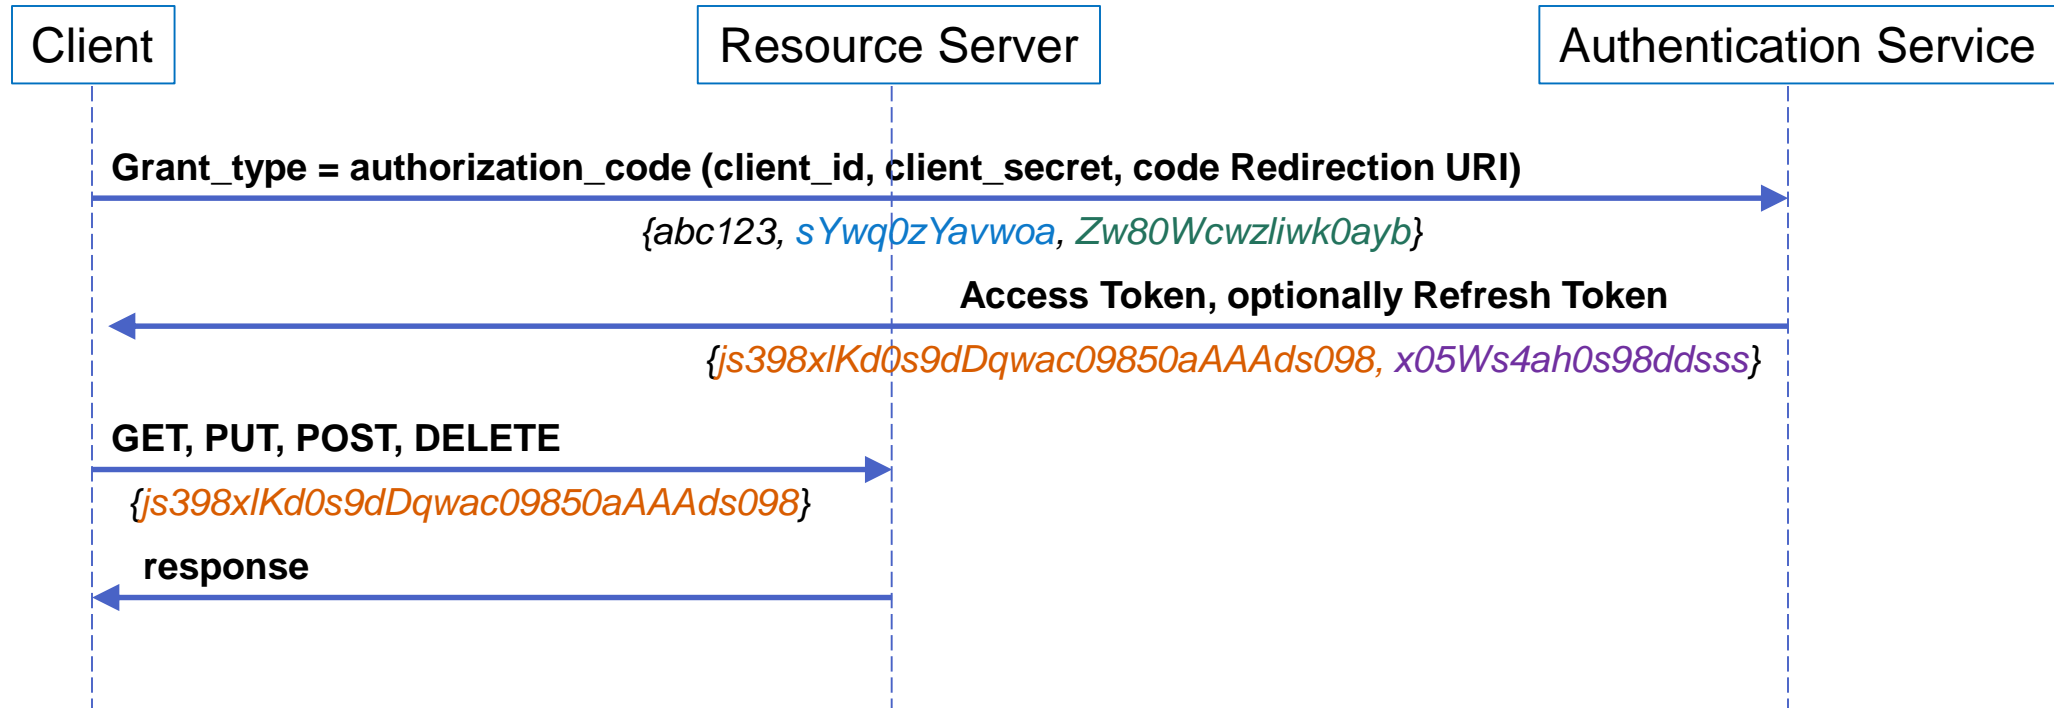 Client
Resource Server
Authentication Service
Grant_type = authorization_code (client_id, client_secret, code Redirection URI)
{abc123, sYwq0zYavwoa, Zw80Wcwzliwk0ayb}
Access Token, optionally Refresh Token
{js398xlKd0s9dDqwac09850aAAAds098, x05Ws4ah0s98ddsss}
GET, PUT, POST, DELETE
{js398xlKd0s9dDqwac09850aAAAds098}
response